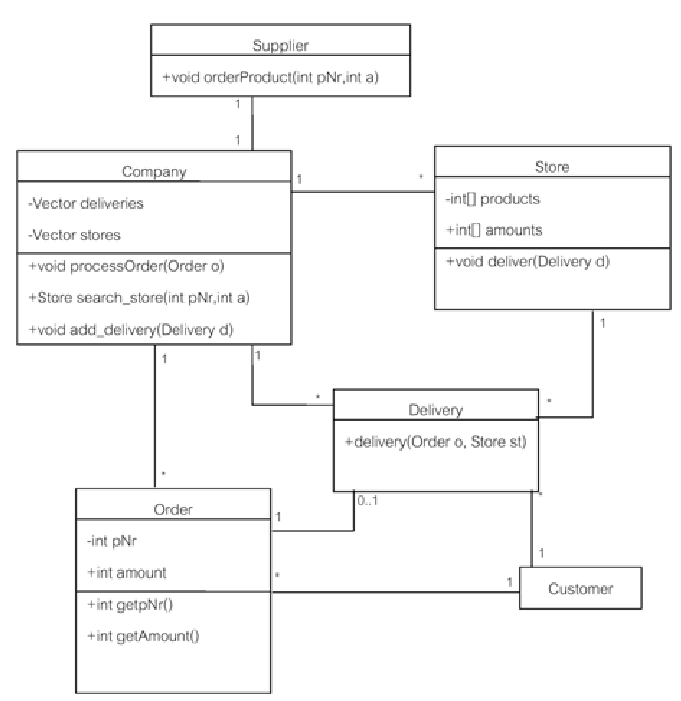 Supplier
+void orderProduct(int pNr,int a)
1
1
Company
-Vector deliveries
-Vector stores
+void processOrder(Order o)
+Store search_store(int pNr,int a)
+void add_delivery(Delivery d)
1
*
Store
-int[] products
+int[] amounts
+void deliver(Delivery d)
1
1
1
*
*
Delivery
+delivery(Order o, Store st)
*
Order
-int pNr
+int amount
+int getpNr()
+int getAmount()
1
0..1
*
1
*
1
Customer